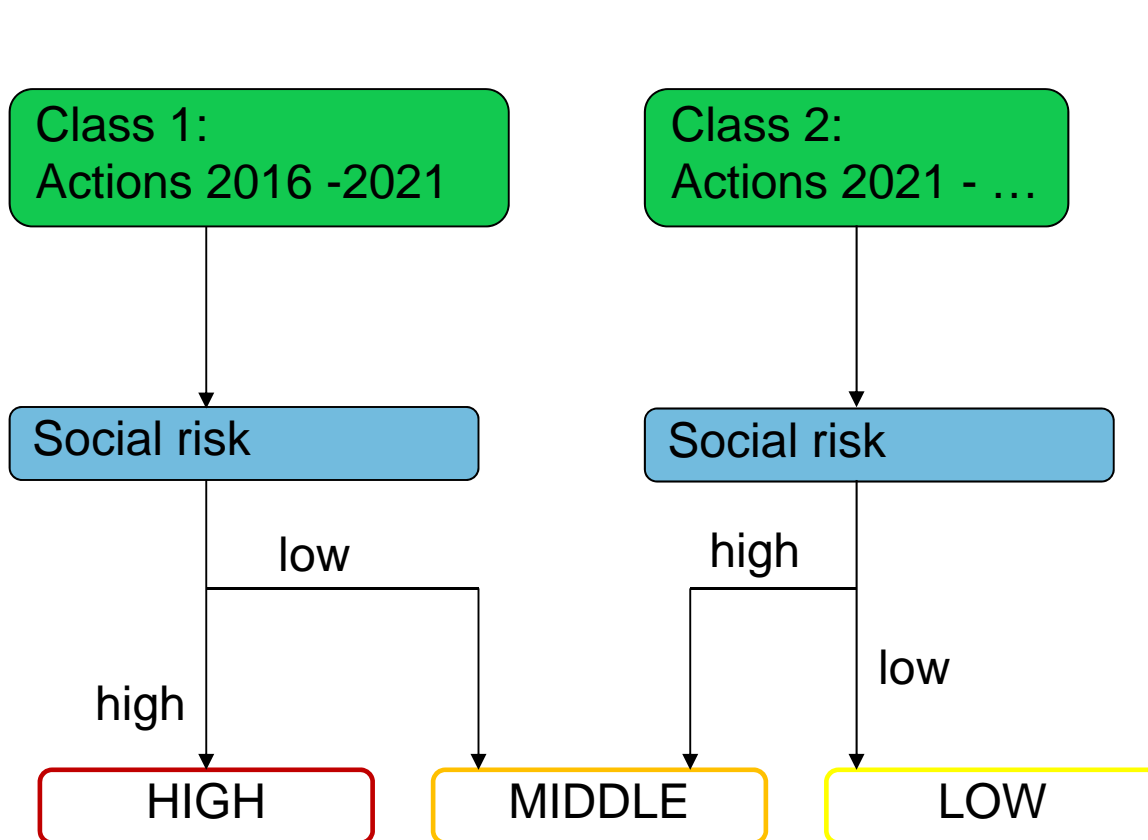 Class 1:
Actions 2016 -2021
Class 2:
Actions 2021 - …
Social risk
Social risk
low
high
low
high
HIGH
MIDDLE
LOW